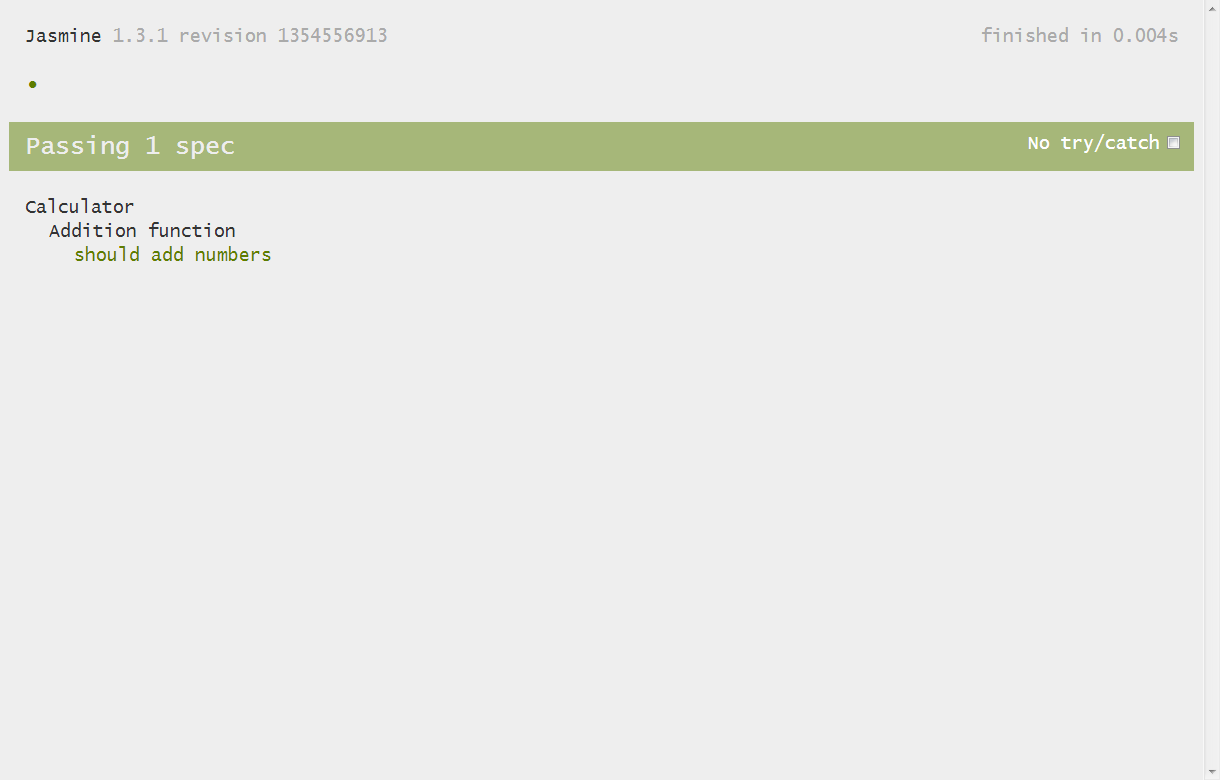 Jasmine 1.3.1 revision 1354556913 finished in 0.004s
•
Passing 1 spec No try/catch
Calculator
Addition function
should add numbers